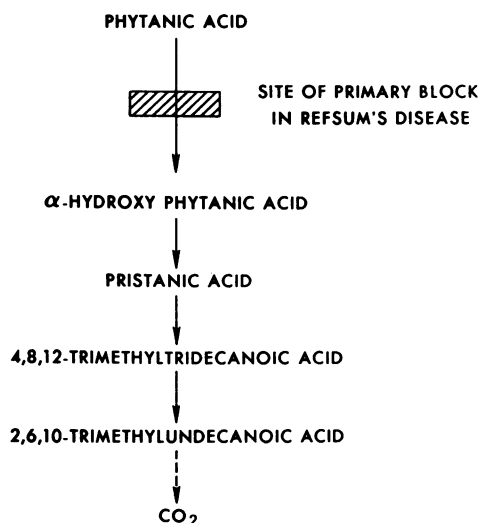 PHYTANIC ACID
SITE OF PRIMARY BLOCK
IN REFSUM'S DISEASE
α-HYDROXY PHYTANIC ACID
PRISTANIC ACID
4,8,12-TRIMETHYLTRIDECANOIC ACID
2,6,10-TRIMETHYLUNDECANOIC ACID
CO₂